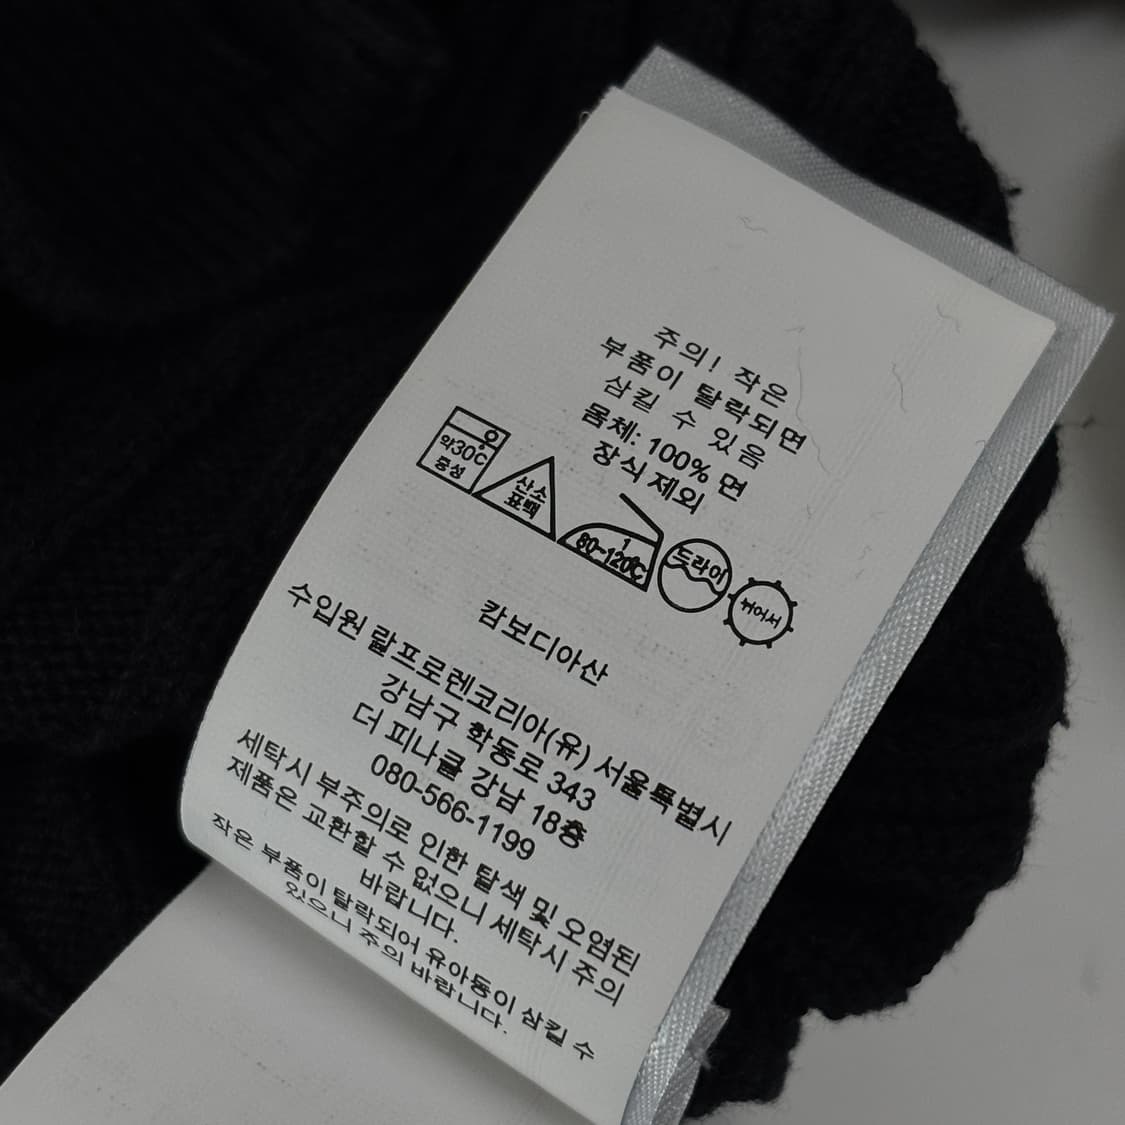 주의! 작은
부품이 탈락되면
삼킬 수 있음
몸체: 100% 면
장식 제외
약30℃
중성
산소
표백
1
80~120℃
드라이
뉘어서
캄보디아산
수입원 랄프로렌코리아(유) 서울특별시
강남구 학동로 343
더 피나클 강남 18층
080-566-1199
세탁시 부주의로 인한 탈색 및 오염된
제품은 교환할 수 없으니 세탁시 주의
바랍니다.
작은 부품이 탈락되어 유아동이 삼킬 수
있으니 주의 바랍니다.